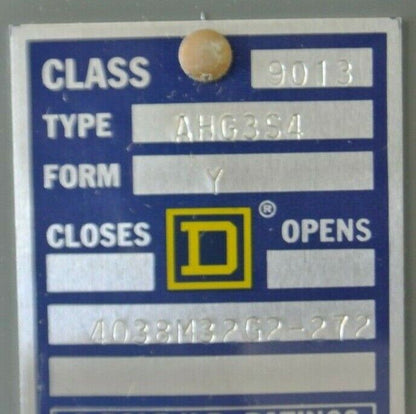 CLASS 9013
TYPE AHG3S4
FORM Y
CLOSES D ® OPENS
4038M32G2-272